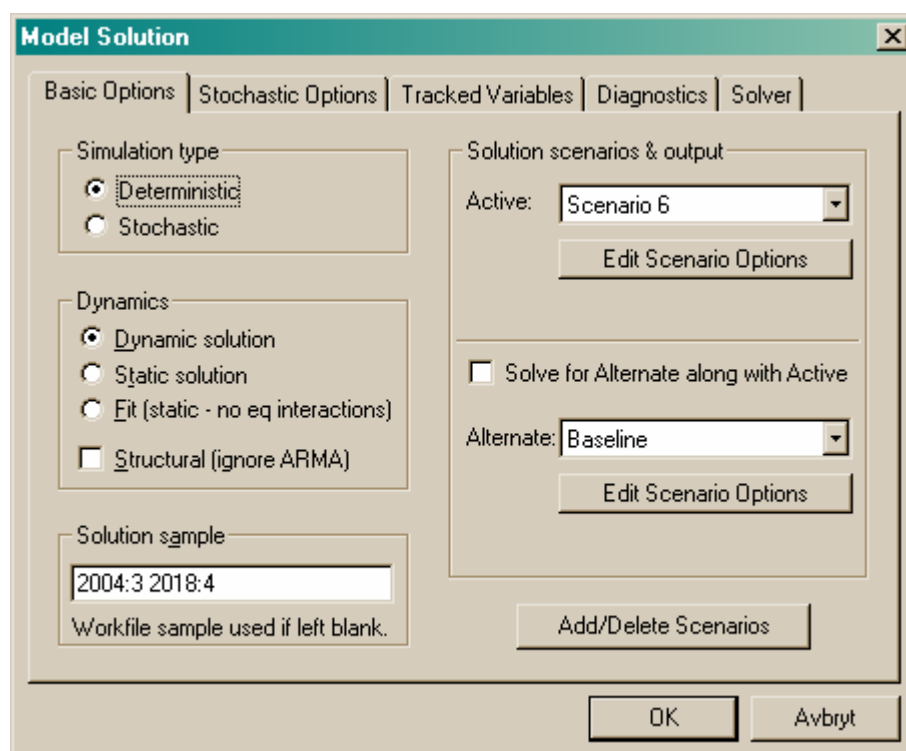 Model Solution
Basic Options
Stochastic Options
Tracked Variables
Diagnostics
Solver
Simulation type
Deterministic
Stochastic
Dynamics
Dynamic solution
Static solution
Fit (static - no eq interactions)
Structural (ignore ARMA)
Solution sample
2004:3 2018:4
Workfile sample used if left blank.
Solution scenarios & output
Active: Scenario 6
Edit Scenario Options
Solve for Alternate along with Active
Alternate: Baseline
Edit Scenario Options
Add/Delete Scenarios
OK
Avbryt